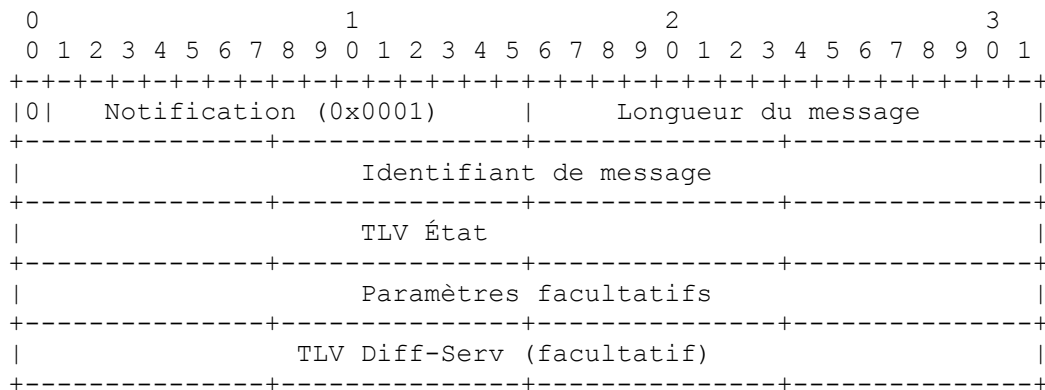 0 1 2 3
0 1 2 3 4 5 6 7 8 9 0 1 2 3 4 5 6 7 8 9 0 1 2 3 4 5 6 7 8 9 0 1
+-+-+-+-+-+-+-+-+-+-+-+-+-+-+-+-+-+-+-+-+-+-+-+-+-+-+-+-+-+-+-+-+
|0| Notification (0x0001) | Longueur du message |
+---------------+---------------+---------------+---------------+
| Identifiant de message |
+---------------+---------------+---------------+---------------+
| TLV État |
+---------------+---------------+---------------+---------------+
| Paramètres facultatifs |
+---------------+---------------+---------------+---------------+
| TLV Diff-Serv (facultatif) |
+---------------+---------------+---------------+---------------+